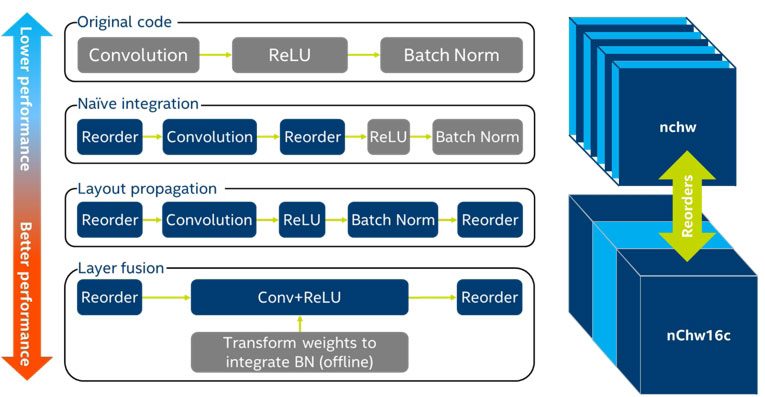 Lower performance
Better performance
Original code
Convolution
ReLU
Batch Norm
Naïve integration
Reorder
Convolution
Reorder
ReLU
Batch Norm
Layout propagation
Reorder
Convolution
ReLU
Batch Norm
Reorder
Layer fusion
Reorder
Conv+ReLU
Reorder
Transform weights to
integrate BN (offline)
nchw
Reorders
nChw16c